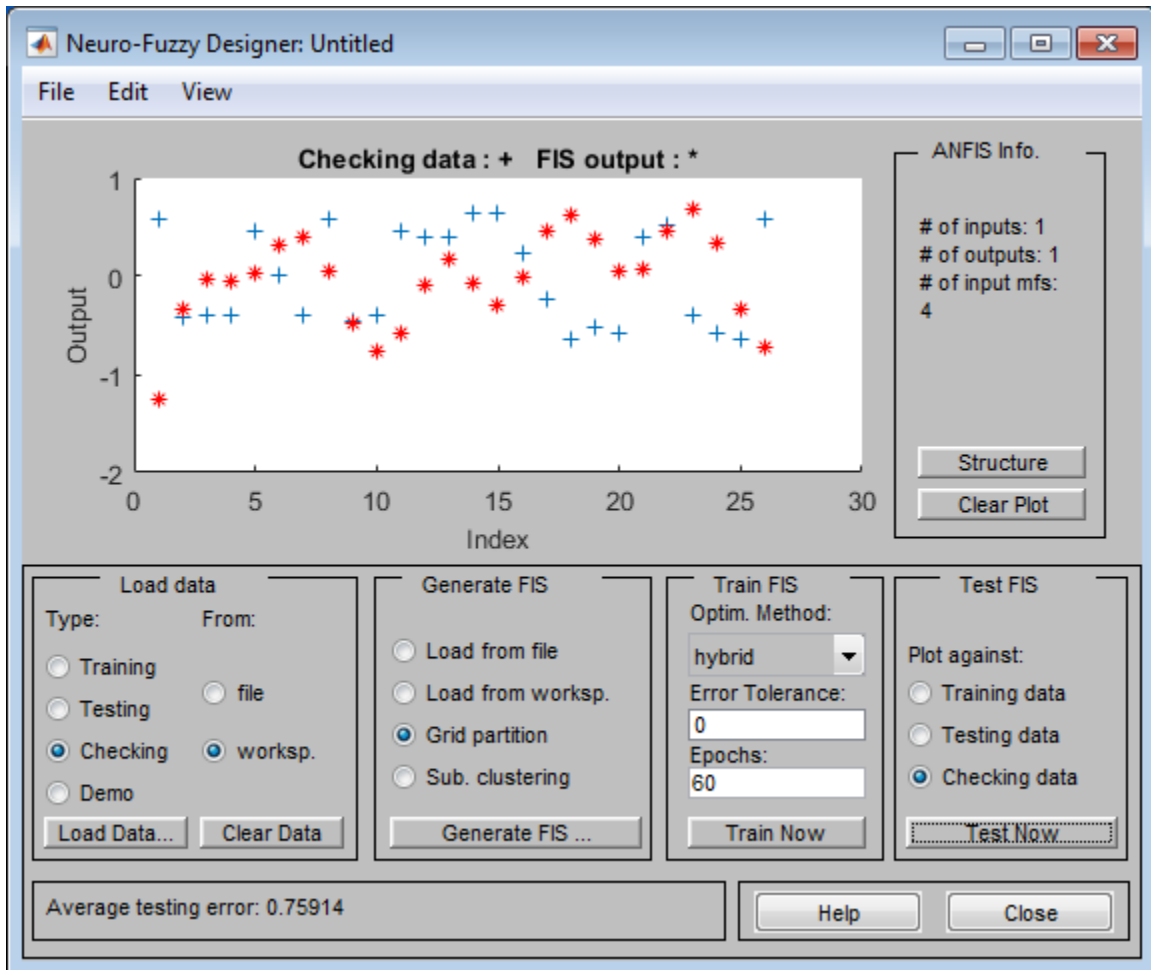 Neuro-Fuzzy Designer: Untitled
File Edit View
Checking data : + FIS output : *
1
0
-1
-2
Output
0 5 10 15 20 25 30
Index
ANFIS Info.
# of inputs: 1
# of outputs: 1
# of input mfs:
4
Structure
Clear Plot
Load data
Type: From:
Training
file
Testing
Checking
worksp.
Demo
Load Data... Clear Data
Generate FIS
Load from file
Load from worksp.
Grid partition
Sub. clustering
Generate FIS ...
Train FIS
Optim. Method:
hybrid
Error Tolerance:
0
Epochs:
60
Train Now
Test FIS
Plot against:
Training data
Testing data
Checking data
Test Now
Average testing error: 0.75914
Help Close